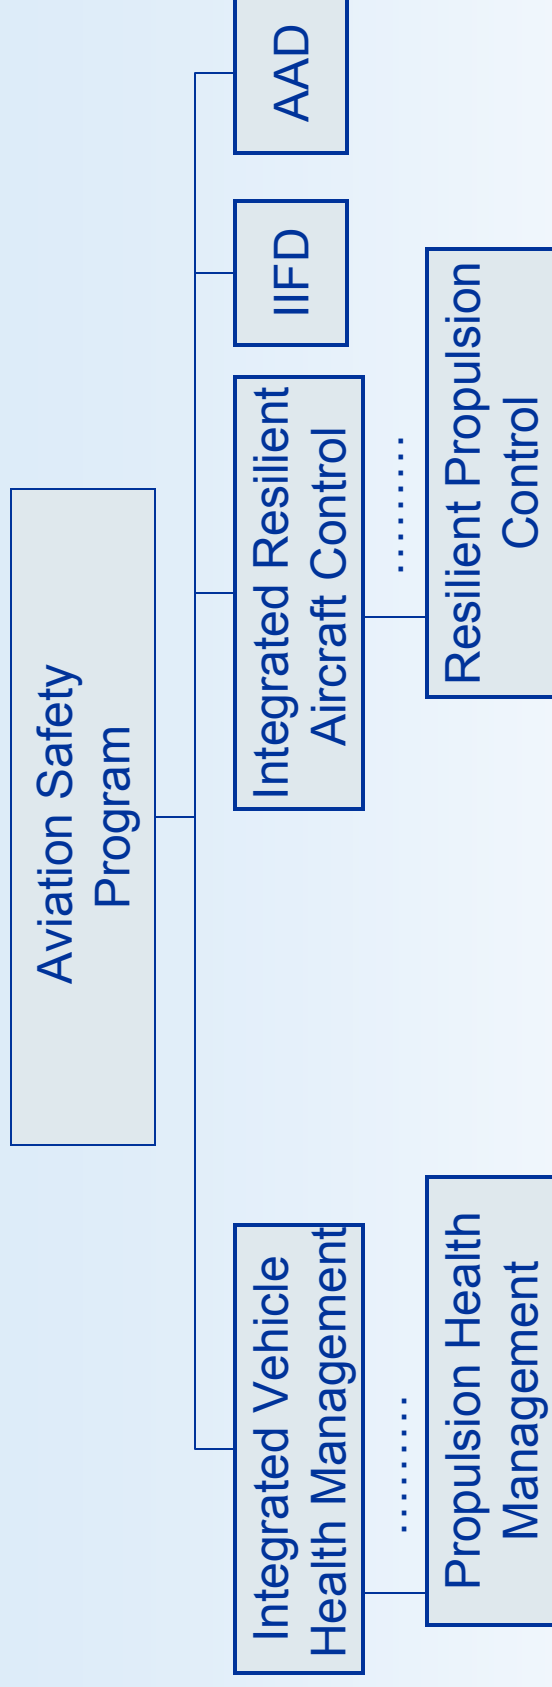 Aviation Safety
Program
Integrated Vehicle
Health Management
Integrated Resilient
Aircraft Control
IIFD
AAD
.........
.........
Propulsion Health
Management
Resilient Propulsion
Control